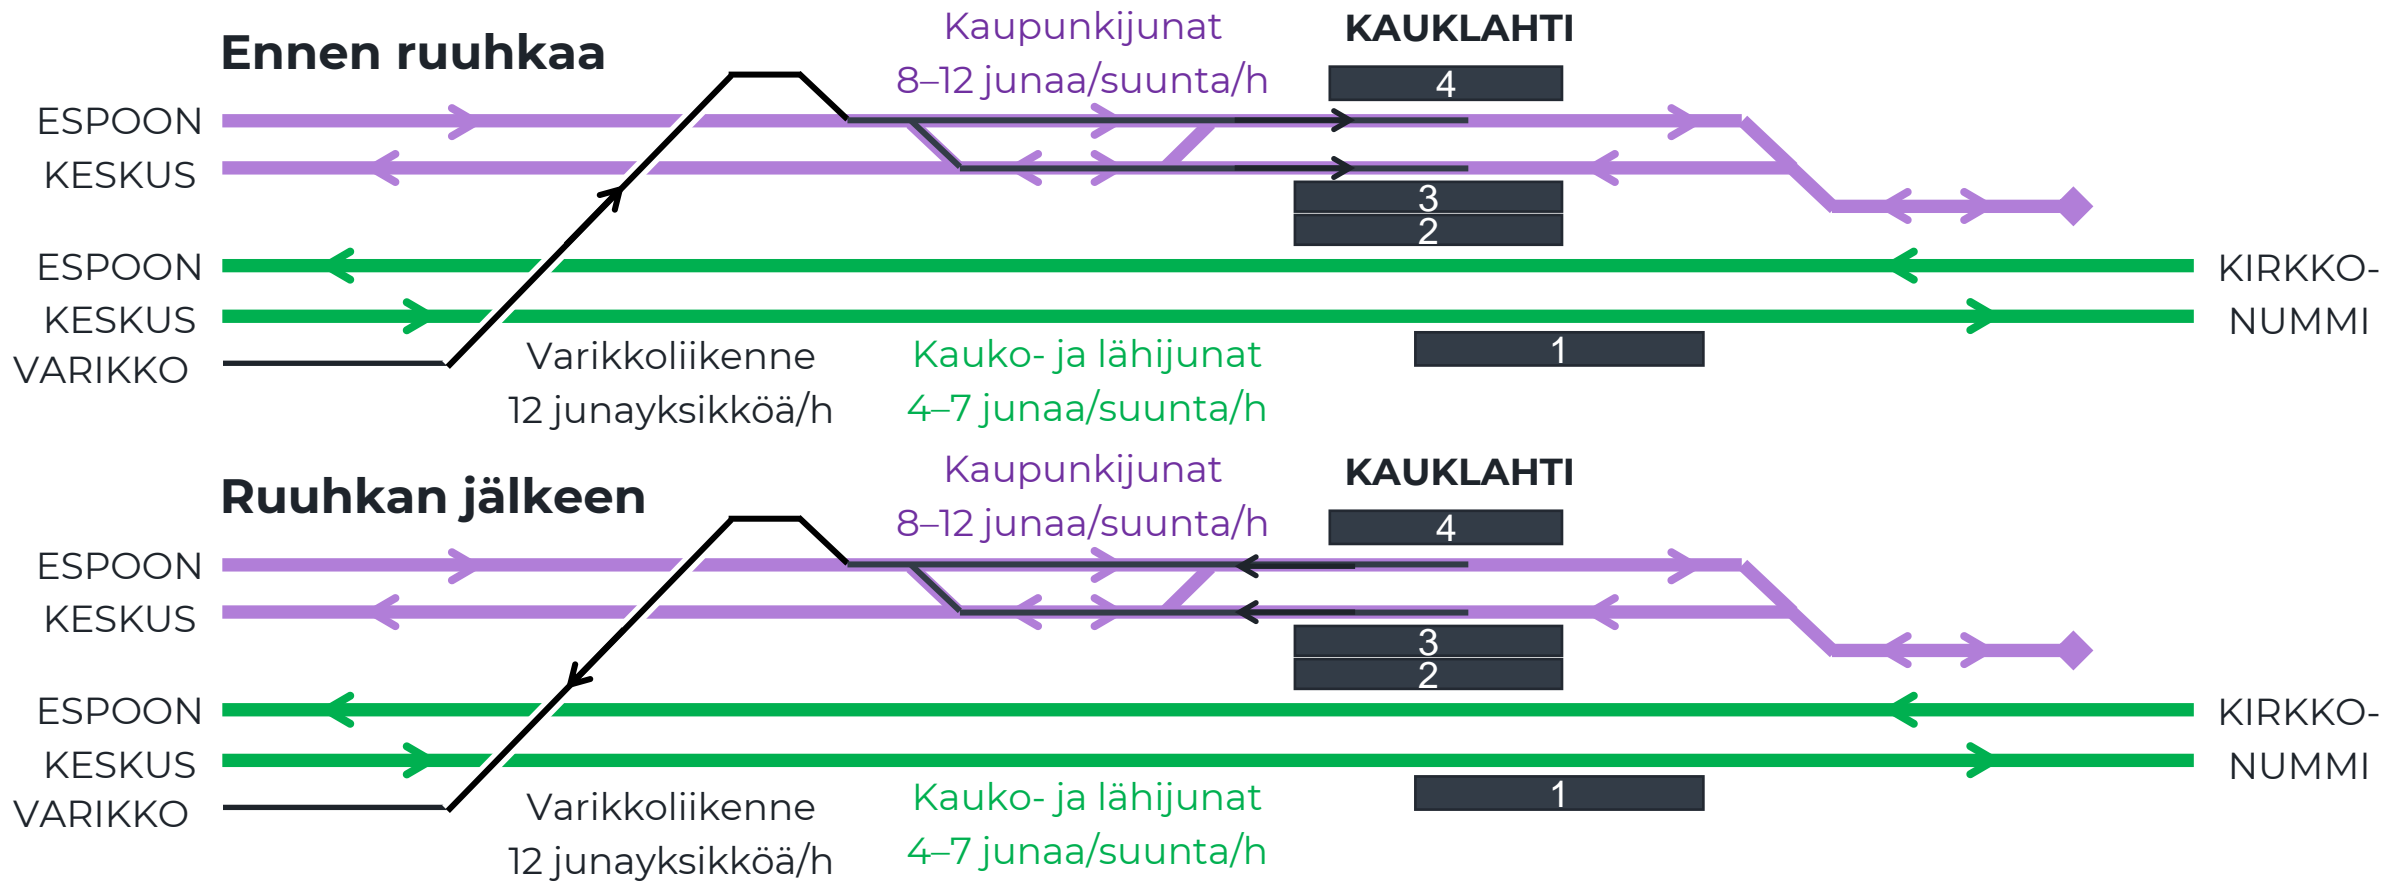 Ennen ruuhkaa
Kaupunkijunat
8–12 junaa/suunta/h
KAUKLAHTI
4
ESPOON
KESKUS
3
2
ESPOON
KESKUS
KIRKKO-
NUMMI
VARIKKO
Varikkoliikenne
12 junayksikköä/h
Kauko- ja lähijunat
4–7 junaa/suunta/h
1
Ruuhkan jälkeen
Kaupunkijunat
8–12 junaa/suunta/h
KAUKLAHTI
4
ESPOON
KESKUS
3
2
ESPOON
KESKUS
KIRKKO-
NUMMI
VARIKKO
Varikkoliikenne
12 junayksikköä/h
Kauko- ja lähijunat
4–7 junaa/suunta/h
1